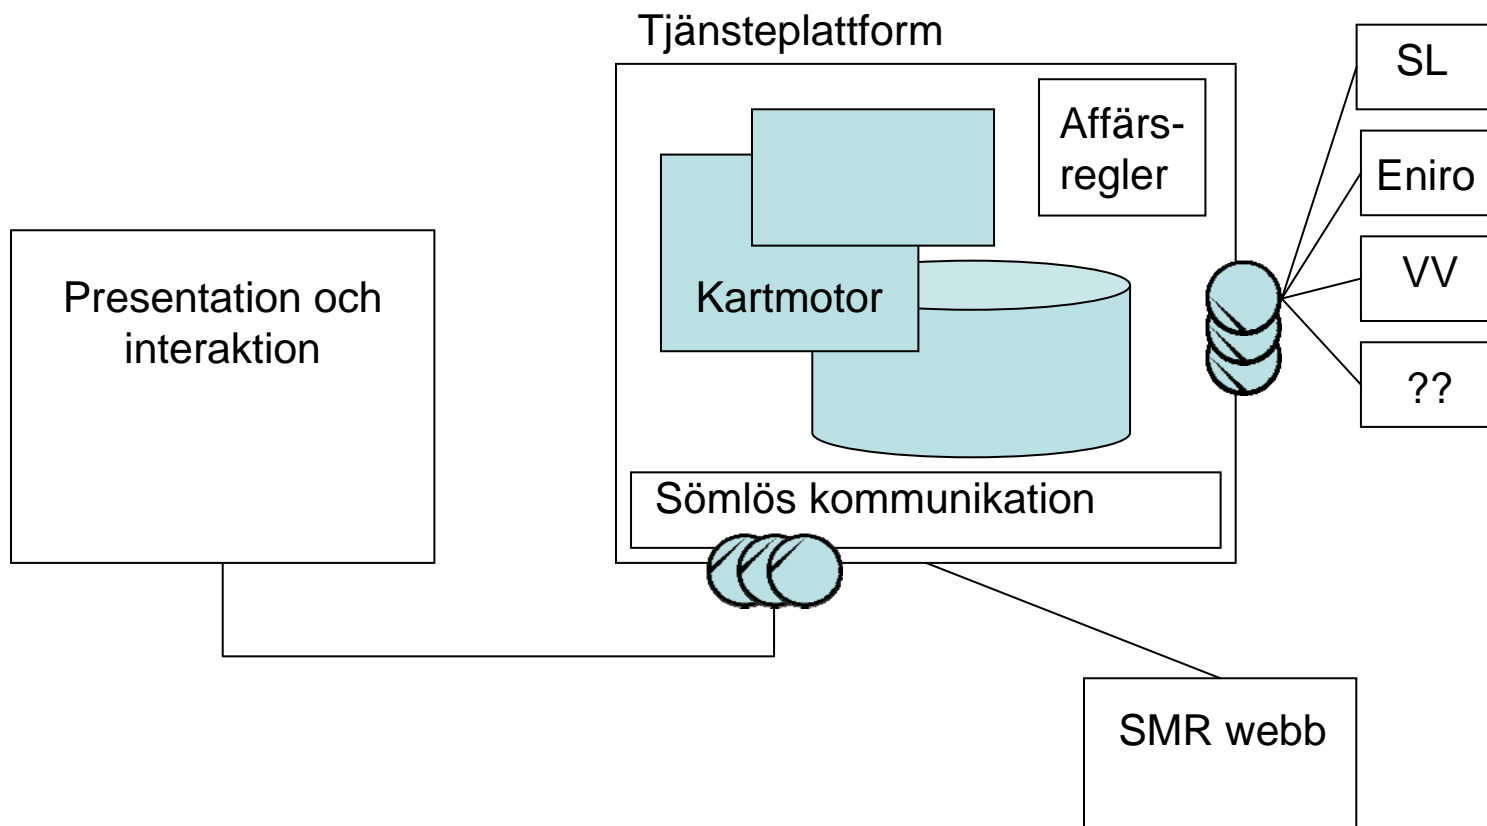 Tjänsteplattform
SL
Affärs-
regler
Eniro
VV
??
Presentation och
interaktion
Kartmotor
Sömlös kommunikation
SMR webb